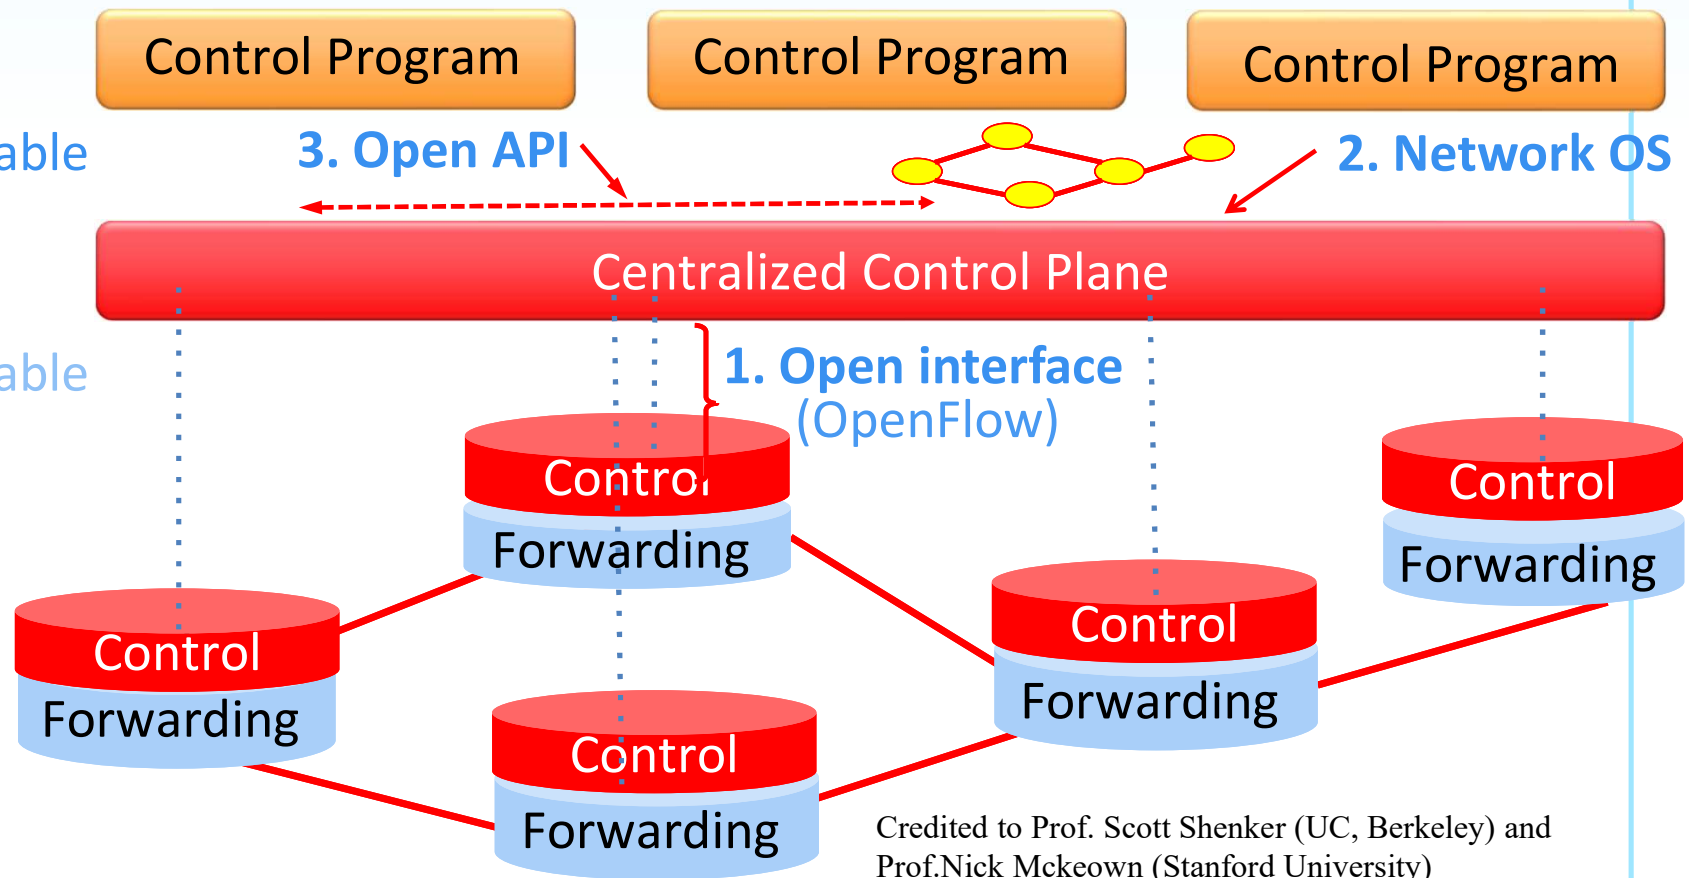 Control Program
Control Program
Control Program
able
3. Open API
2. Network OS
Centralized Control Plane
able
1. Open interface
(OpenFlow)
Control
Forwarding
Control
Forwarding
Control
Forwarding
Control
Forwarding
Control
Forwarding
Credited to Prof. Scott Shenker (UC, Berkeley) and
Prof.Nick Mckeown (Stanford University)